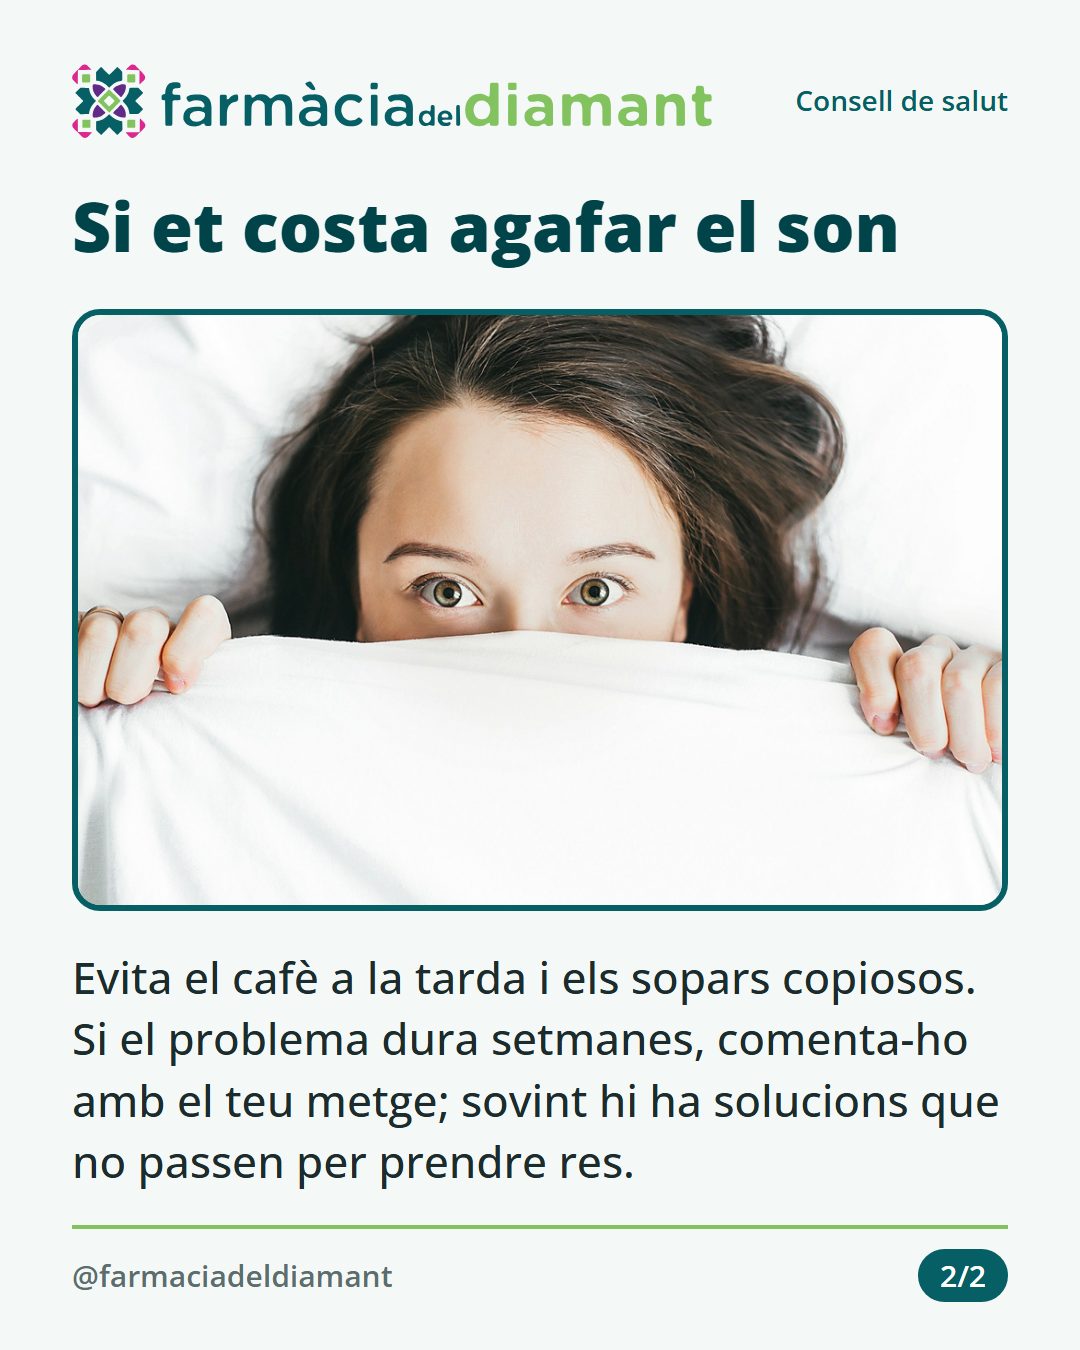 farmàciadeldiamant
Consell de salut
Si et costa agafar el son
Evita el cafè a la tarda i els sopars copiosos.
Si el problema dura setmanes, comenta-ho
amb el teu metge; sovint hi ha solucions que
no passen per prendre res.
@farmaciadeldiamant
2/2